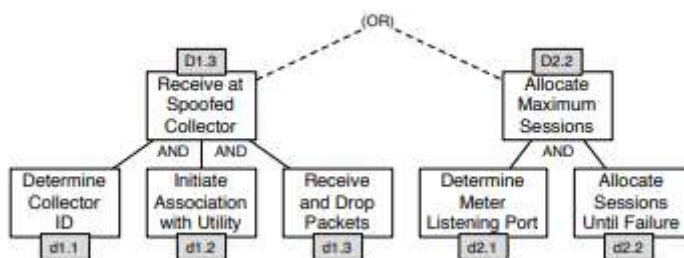 (OR)
D1.3
Receive at
Spoofed
Collector
D2.2
Allocate
Maximum
Sessions
AND
AND
AND
Determine
Collector
ID
d1.1
Initiate
Association
with Utility
d1.2
Receive
and Drop
Packets
d1.3
Determine
Meter
Listening Port
d2.1
Allocate
Sessions
Until Failure
d2.2